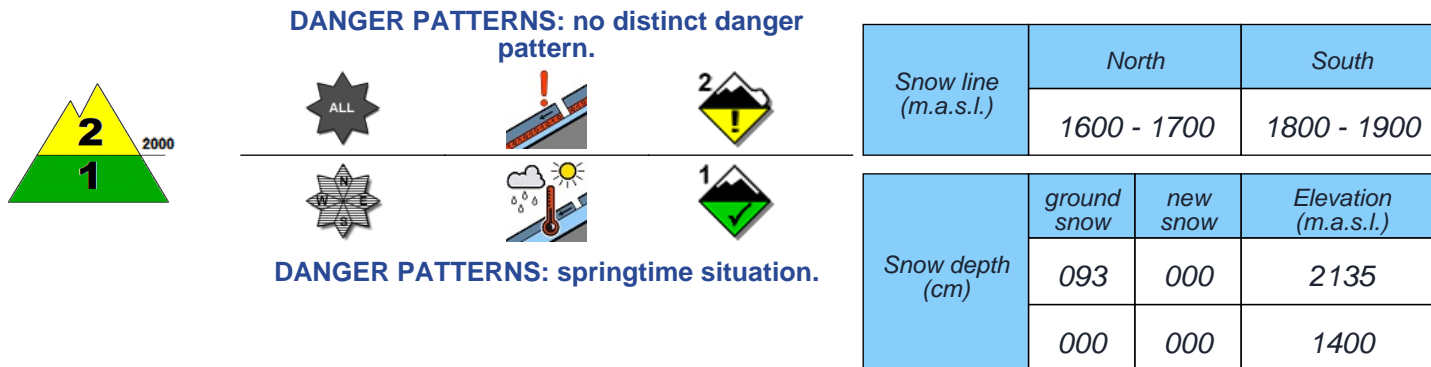 DANGER PATTERNS: no distinct danger
pattern.
2
2000
1
ALL
!
2
!
N
W E
S
1
DANGER PATTERNS: springtime situation.
Snow line
(m.a.s.l.)
North
South
1600 - 1700
1800 - 1900
Snow depth
(cm)
ground
snow
new
snow
Elevation
(m.a.s.l.)
093
000
2135
000
000
1400